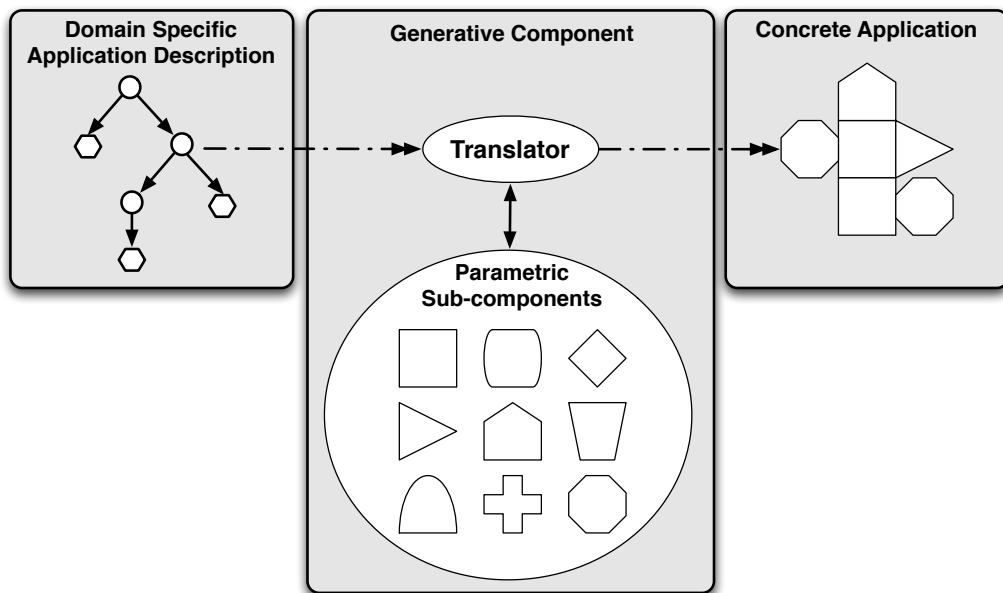 Domain Specific
Application Description
Generative Component
Concrete Application
Translator
Parametric
Sub-components